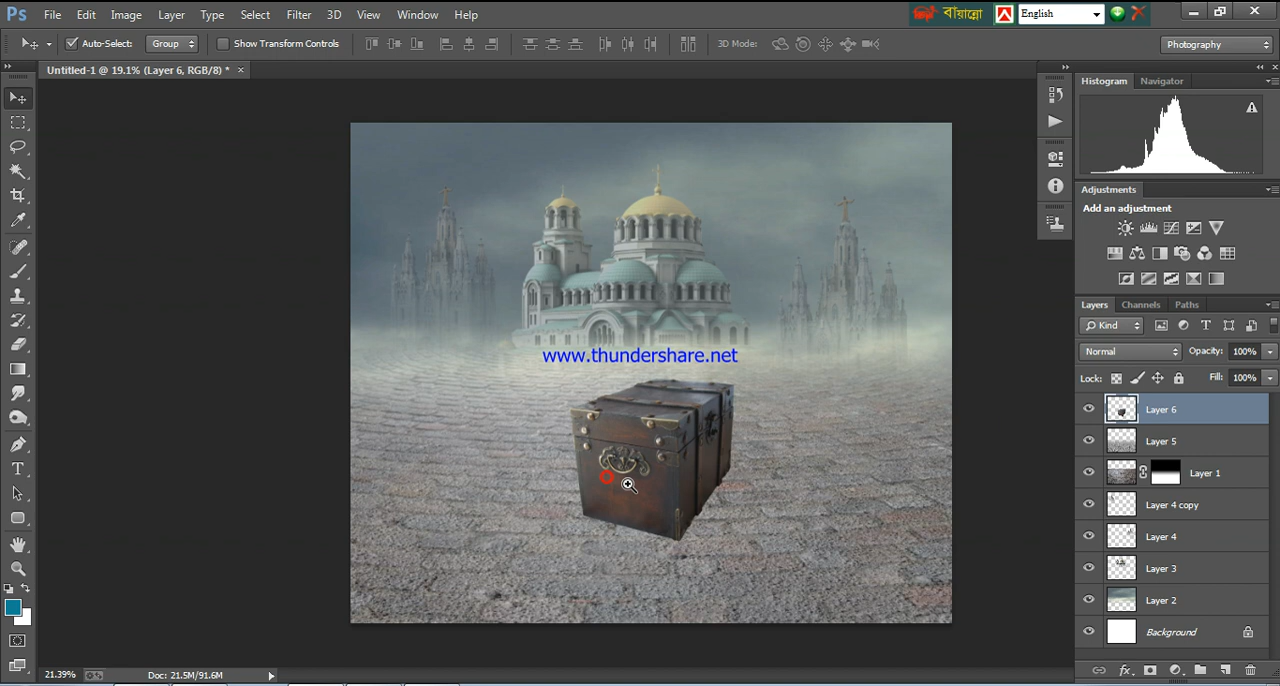 Ps File Edit Image Layer Type Select Filter 3D View Window Help
বায়ান্নো English
Auto-Select: Group Show Transform Controls 3D Mode: Photography
Untitled-1 @ 19.1% (Layer 6, RGB/8) * ×
Histogram Navigator
Adjustments
Add an adjustment
Layers Channels Paths
Kind
Normal Opacity: 100%
Lock: Fill: 100%
Layer 6
Layer 5
Layer 1
Layer 4 copy
Layer 4
Layer 3
Layer 2
Background
www.thundershare.net
21.39% Doc: 21.5M/91.6M